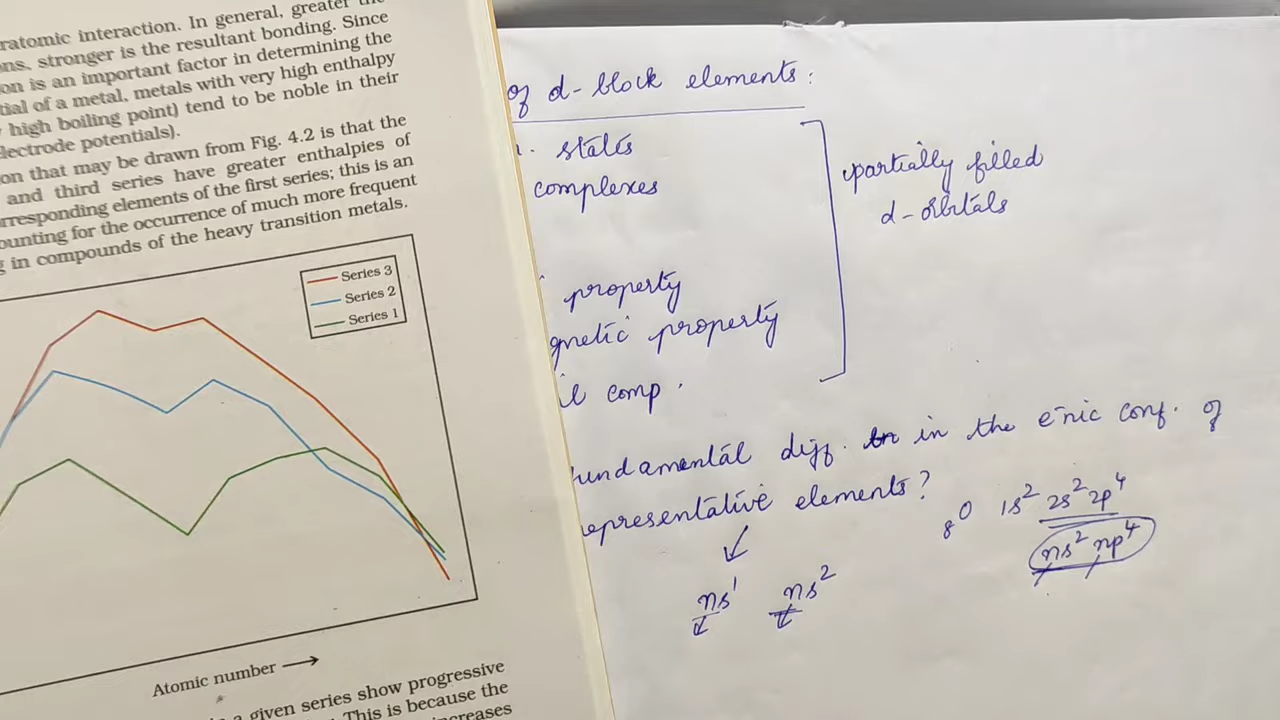 ratomic interaction. In general, greater the
ns, stronger is the resultant bonding. Since
on is an important factor in determining the
tial of a metal, metals with very high enthalpy
high boiling point) tend to be noble in their
lectrode potentials).
on that may be drawn from Fig. 4.2 is that the
and third series have greater enthalpies of
rresponding elements of the first series; this is an
ounting for the occurrence of much more frequent
g in compounds of the heavy transition metals.
Series 3
Series 2
Series 1
Atomic number
a given series show progressive
This is because the
increases
of d-block elements:
states
complexes
property
gnetic property
il comp.
partially filled
d-orbitals
fundamental diff. in the e⁻nic conf. of
representative elements?
₈O 1s² 2s² 2p⁴
ns² np⁴
ns¹ ns²